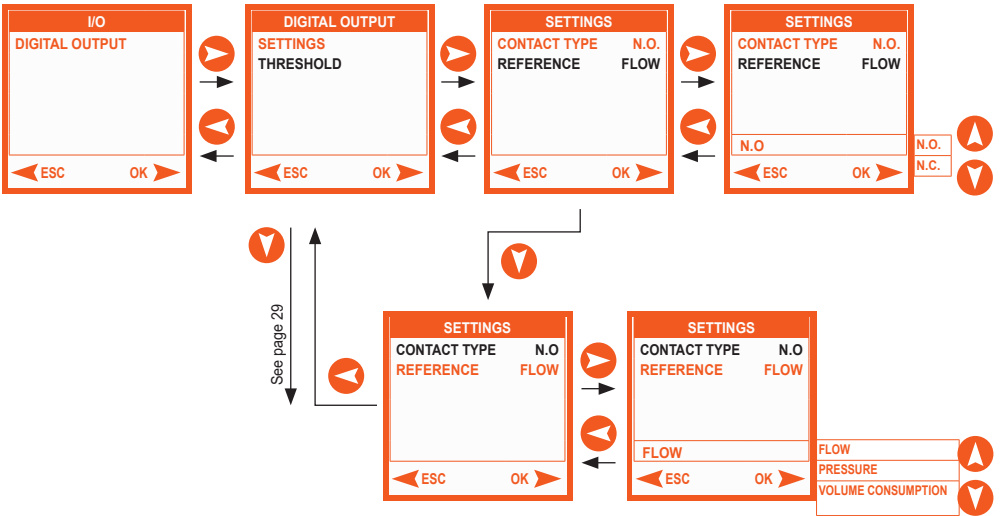 I/O
DIGITAL OUTPUT
ESC OK
DIGITAL OUTPUT
SETTINGS
THRESHOLD
ESC OK
SETTINGS
CONTACT TYPE N.O.
REFERENCE FLOW
ESC OK
SETTINGS
CONTACT TYPE N.O.
REFERENCE FLOW
N.O
ESC OK
N.O.
N.C.
See page 29
SETTINGS
CONTACT TYPE N.O
REFERENCE FLOW
ESC OK
SETTINGS
CONTACT TYPE N.O
REFERENCE FLOW
FLOW
ESC OK
FLOW
PRESSURE
VOLUME CONSUMPTION